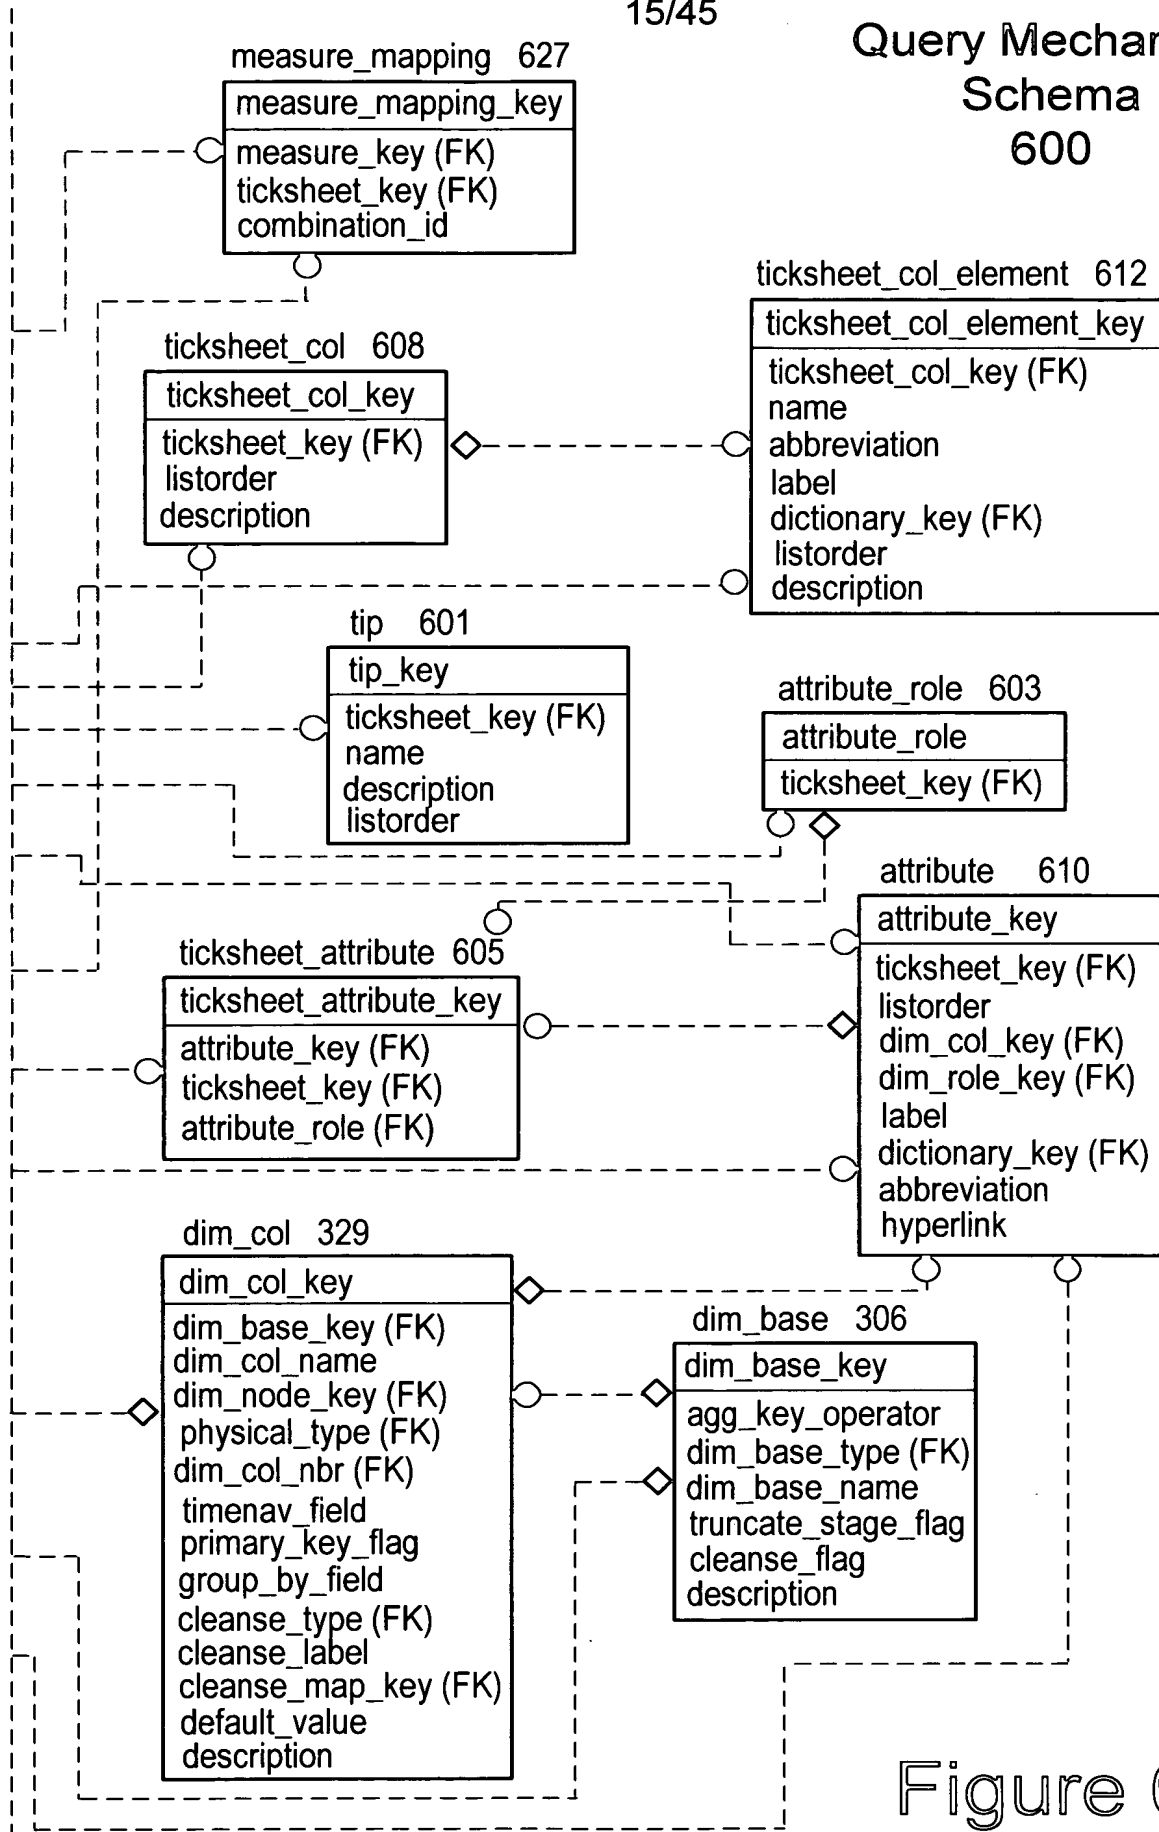 15/45
Query Mechan
Schema
600
measure_mapping 627
measure_mapping_key
measure_key (FK)
ticksheet_key (FK)
combination_id
ticksheet_col_element 612
ticksheet_col_element_key
ticksheet_col_key (FK)
name
abbreviation
label
dictionary_key (FK)
listorder
description
ticksheet_col 608
ticksheet_col_key
ticksheet_key (FK)
listorder
description
tip 601
tip_key
ticksheet_key (FK)
name
description
listorder
attribute_role 603
attribute_role
ticksheet_key (FK)
attribute 610
attribute_key
ticksheet_key (FK)
listorder
dim_col_key (FK)
dim_role_key (FK)
label
dictionary_key (FK)
abbreviation
hyperlink
ticksheet_attribute 605
ticksheet_attribute_key
attribute_key (FK)
ticksheet_key (FK)
attribute_role (FK)
dim_col 329
dim_col_key
dim_base_key (FK)
dim_col_name
dim_node_key (FK)
physical_type (FK)
dim_col_nbr (FK)
timenav_field
primary_key_flag
group_by_field
cleanse_type (FK)
cleanse_label
cleanse_map_key (FK)
default_value
description
dim_base 306
dim_base_key
agg_key_operator
dim_base_type (FK)
dim_base_name
truncate_stage_flag
cleanse_flag
description
Figure